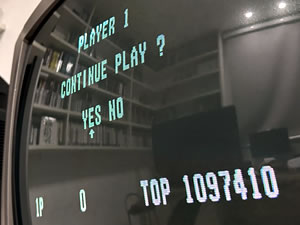 PLAYER 1
CONTINUE PLAY ?
YES NO
1P 0 TOP 1097410